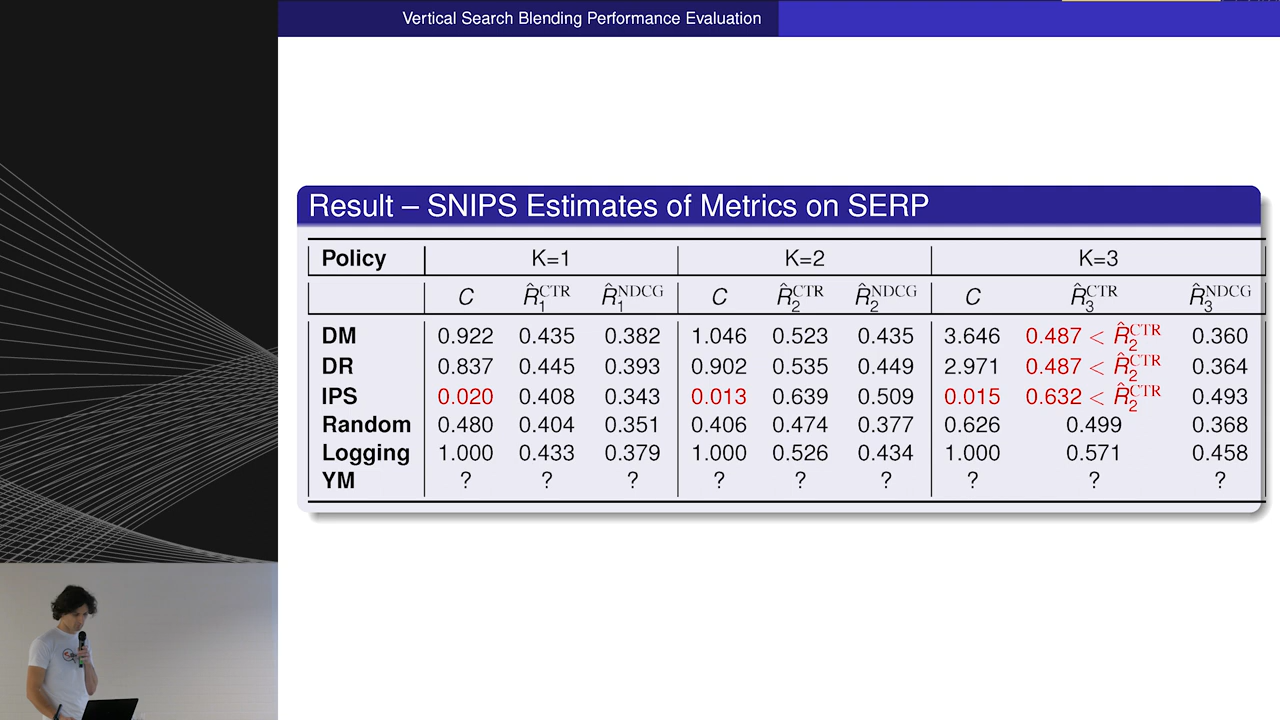 Vertical Search Blending Performance Evaluation
Result – SNIPS Estimates of Metrics on SERP
Policy K=1 K=2 K=3
C R̂₁^CTR R̂₁^NDCG C R̂₂^CTR R̂₂^NDCG C R̂₃^CTR R̂₃^NDCG
DM 0.922 0.435 0.382 1.046 0.523 0.435 3.646 0.487 < R̂₂^CTR 0.360
DR 0.837 0.445 0.393 0.902 0.535 0.449 2.971 0.487 < R̂₂^CTR 0.364
IPS 0.020 0.408 0.343 0.013 0.639 0.509 0.015 0.632 < R̂₂^CTR 0.493
Random 0.480 0.404 0.351 0.406 0.474 0.377 0.626 0.499 0.368
Logging 1.000 0.433 0.379 1.000 0.526 0.434 1.000 0.571 0.458
YM ? ? ? ? ? ? ? ? ?